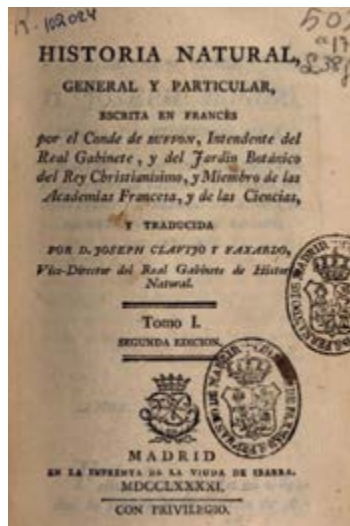 HISTORIA NATURAL,
GENERAL Y PARTICULAR,
ESCRITA EN FRANCÉS
por el Conde de BUFFON, Intendente del
Real Gabinete, y del Jardin Botánico
del Rey Christianisimo, y Miembro de las
Academias Francesa, y de las Ciencias,
Y TRADUCIDA
POR D. JOSEPH CLAVIJO Y FAXARDO,
Vice-Director del Real Gabinete de Historia
Natural.
Tomo I.
SEGUNDA EDICION.
MADRID
EN LA IMPRENTA DE LA VIUDA DE IBARRA.
MDCCLXXXXI.
CON PRIVILEGIO.